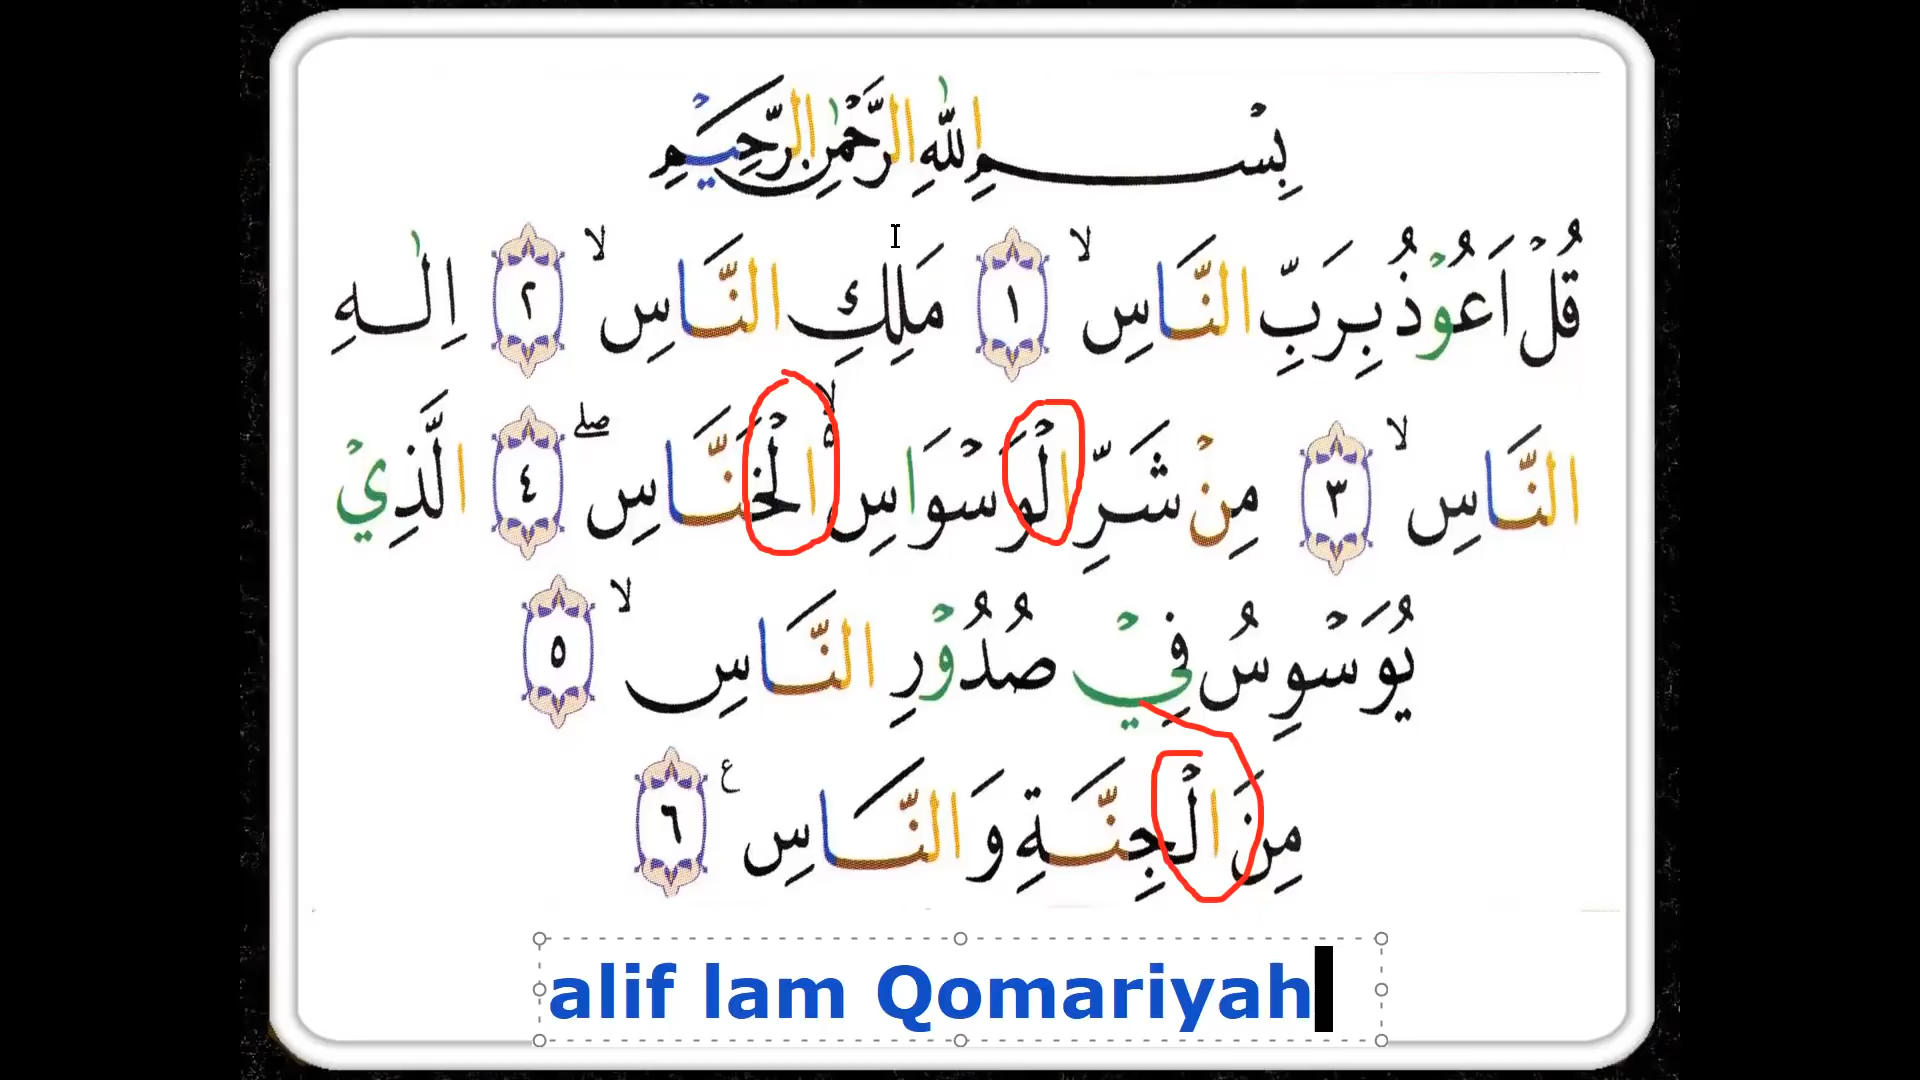 بِسْــــمِ اللّٰهِ الرَّحْمٰنِ الرَّحِيْمِ
قُلْ اَعُوْذُ بِرَبِّ النَّاسِ ۙ ١ مَلِكِ النَّاسِ ۙ ٢ اِلٰهِ
النَّاسِ ۙ ٣ مِنْ شَرِّ الْوَسْوَاسِ ەۙ الْخَنَّاسِ ۖ ٤ الَّذِيْ
يُوَسْوِسُ فِيْ صُدُوْرِ النَّاسِ ۙ ٥
مِنَ الْجِنَّةِ وَالنَّاسِ ع ٦
alif lam Qomariyah